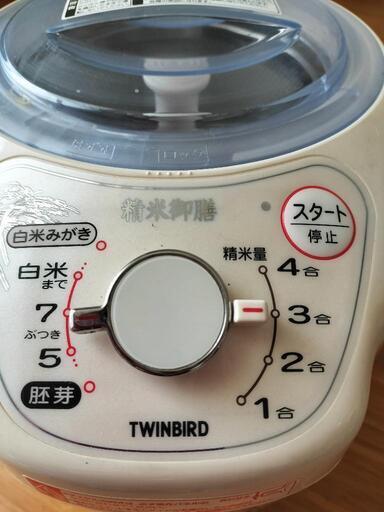 精米御膳
スタート
停止
白米みがき
精米量
白米
まで
7
ぶつき
5
胚芽
4合
3合
2合
1合
TWINBIRD